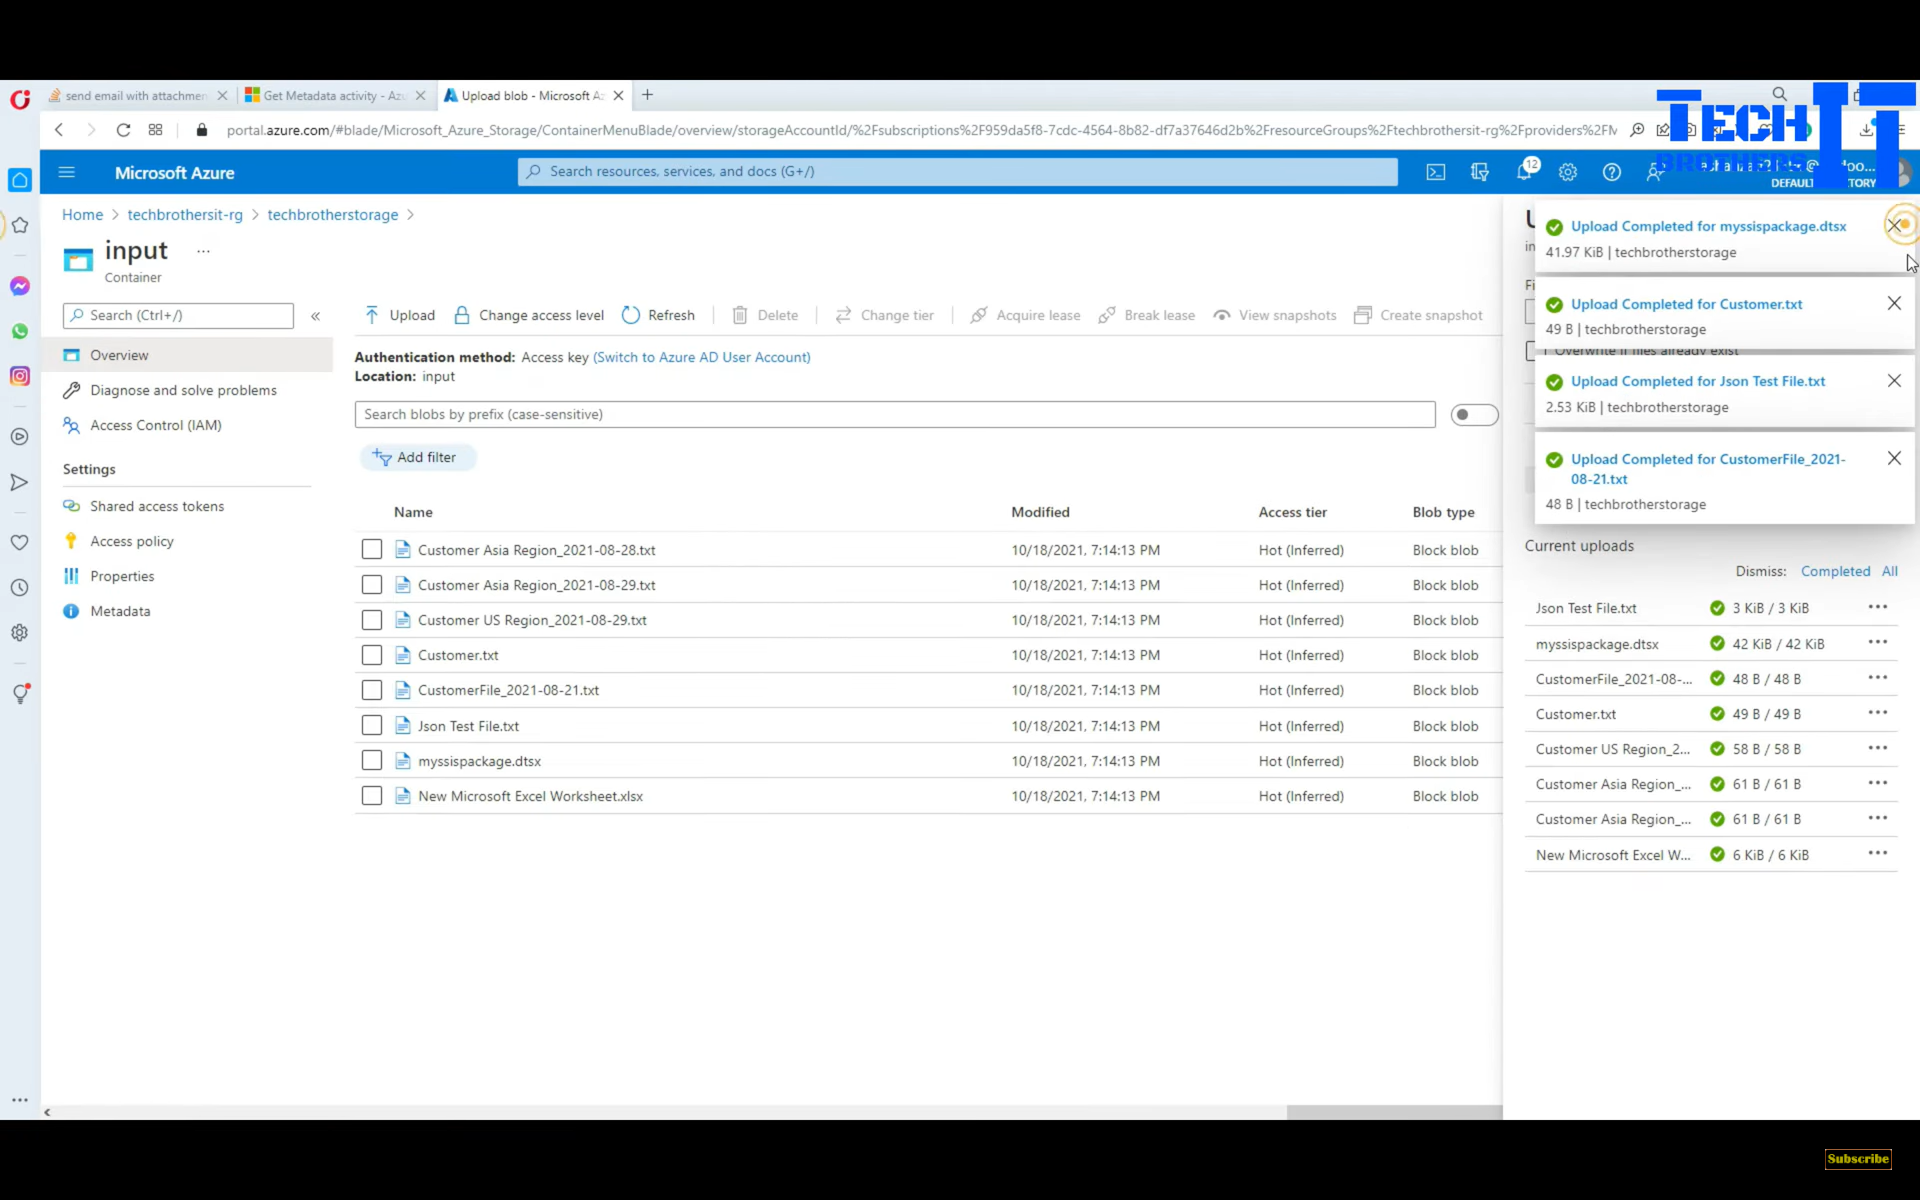 send email with attachmen
Get Metadata activity - Az
Upload blob - Microsoft A
portal.azure.com/#blade/Microsoft_Azure_Storage/ContainerMenuBlade/overview/storageAccountId/%2Fsubscriptions%2F959da5f8-7cdc-4564-8b82-df7a37646d2b%2FresourceGroups%2Ftechbrothersit-rg%2Fproviders%2FM
TECH IT
BROTHERS
Microsoft Azure
Search resources, services, and docs (G+/)
12
DEFAULT
Home > techbrothersit-rg > techbrotherstorage >
input ...
Container
Search (Ctrl+/)
Overview
Diagnose and solve problems
Access Control (IAM)
Settings
Shared access tokens
Access policy
Properties
Metadata
Upload
Change access level
Refresh
Delete
Change tier
Acquire lease
Break lease
View snapshots
Create snapshot
Authentication method: Access key (Switch to Azure AD User Account)
Location: input
Search blobs by prefix (case-sensitive)
Add filter
Name Modified Access tier Blob type
Customer Asia Region_2021-08-28.txt 10/18/2021, 7:14:13 PM Hot (Inferred) Block blob
Customer Asia Region_2021-08-29.txt 10/18/2021, 7:14:13 PM Hot (Inferred) Block blob
Customer US Region_2021-08-29.txt 10/18/2021, 7:14:13 PM Hot (Inferred) Block blob
Customer.txt 10/18/2021, 7:14:13 PM Hot (Inferred) Block blob
CustomerFile_2021-08-21.txt 10/18/2021, 7:14:13 PM Hot (Inferred) Block blob
Json Test File.txt 10/18/2021, 7:14:13 PM Hot (Inferred) Block blob
myssispackage.dtsx 10/18/2021, 7:14:13 PM Hot (Inferred) Block blob
New Microsoft Excel Worksheet.xlsx 10/18/2021, 7:14:13 PM Hot (Inferred) Block blob
Upload Completed for myssispackage.dtsx
41.97 KiB | techbrotherstorage
Upload Completed for Customer.txt
49 B | techbrotherstorage
Overwrite if files already exist
Upload Completed for Json Test File.txt
2.53 KiB | techbrotherstorage
Upload Completed for CustomerFile_2021-
08-21.txt
48 B | techbrotherstorage
Current uploads
Dismiss: Completed All
Json Test File.txt 3 KiB / 3 KiB
myssispackage.dtsx 42 KiB / 42 KiB
CustomerFile_2021-08-... 48 B / 48 B
Customer.txt 49 B / 49 B
Customer US Region_2... 58 B / 58 B
Customer Asia Region_... 61 B / 61 B
Customer Asia Region_... 61 B / 61 B
New Microsoft Excel W... 6 KiB / 6 KiB
Subscribe